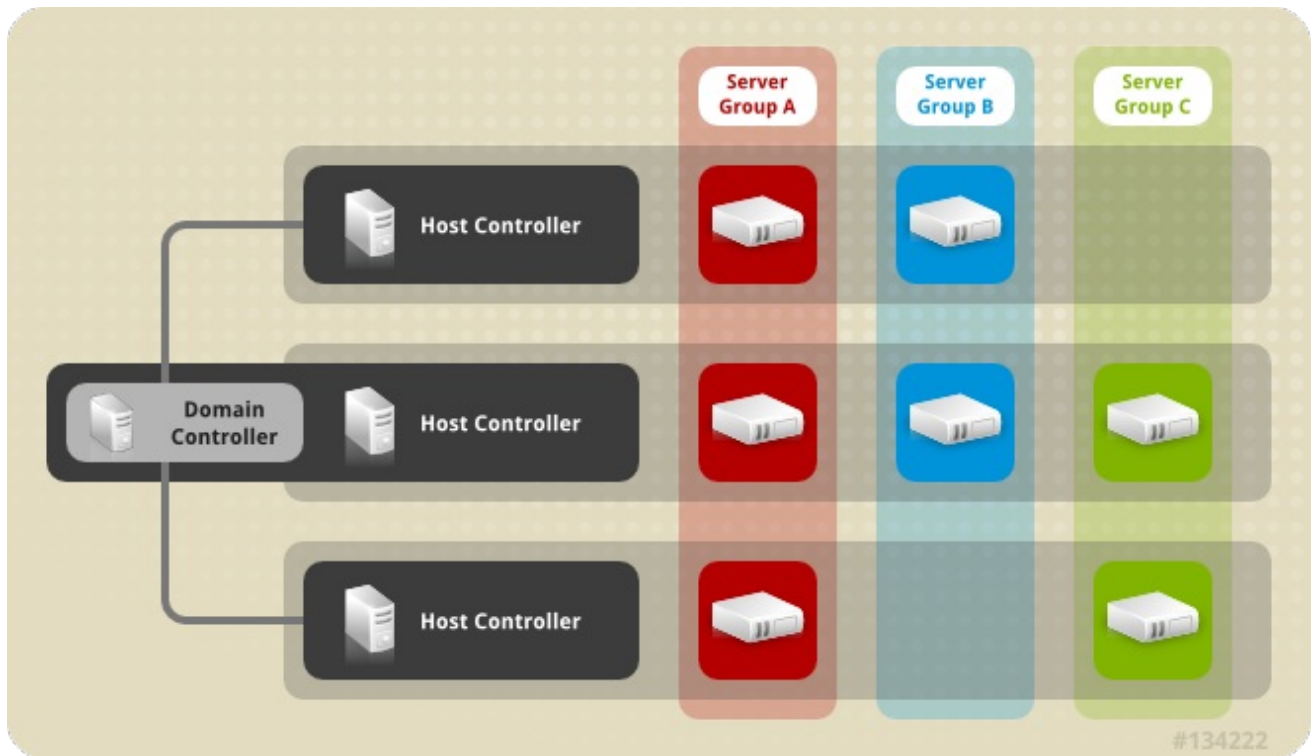 Server
Group A
Server
Group B
Server
Group C
Host Controller
Domain
Controller
Host Controller
Host Controller
#134222